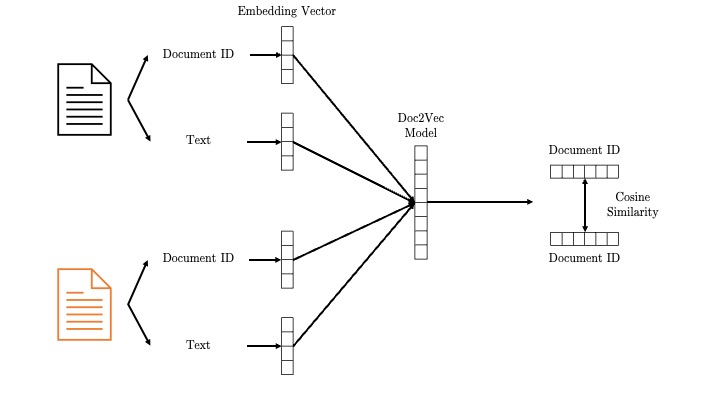 Embedding Vector
Document ID
Text
Doc2Vec
Model
Document ID
Cosine
Similarity
Document ID
Document ID
Text